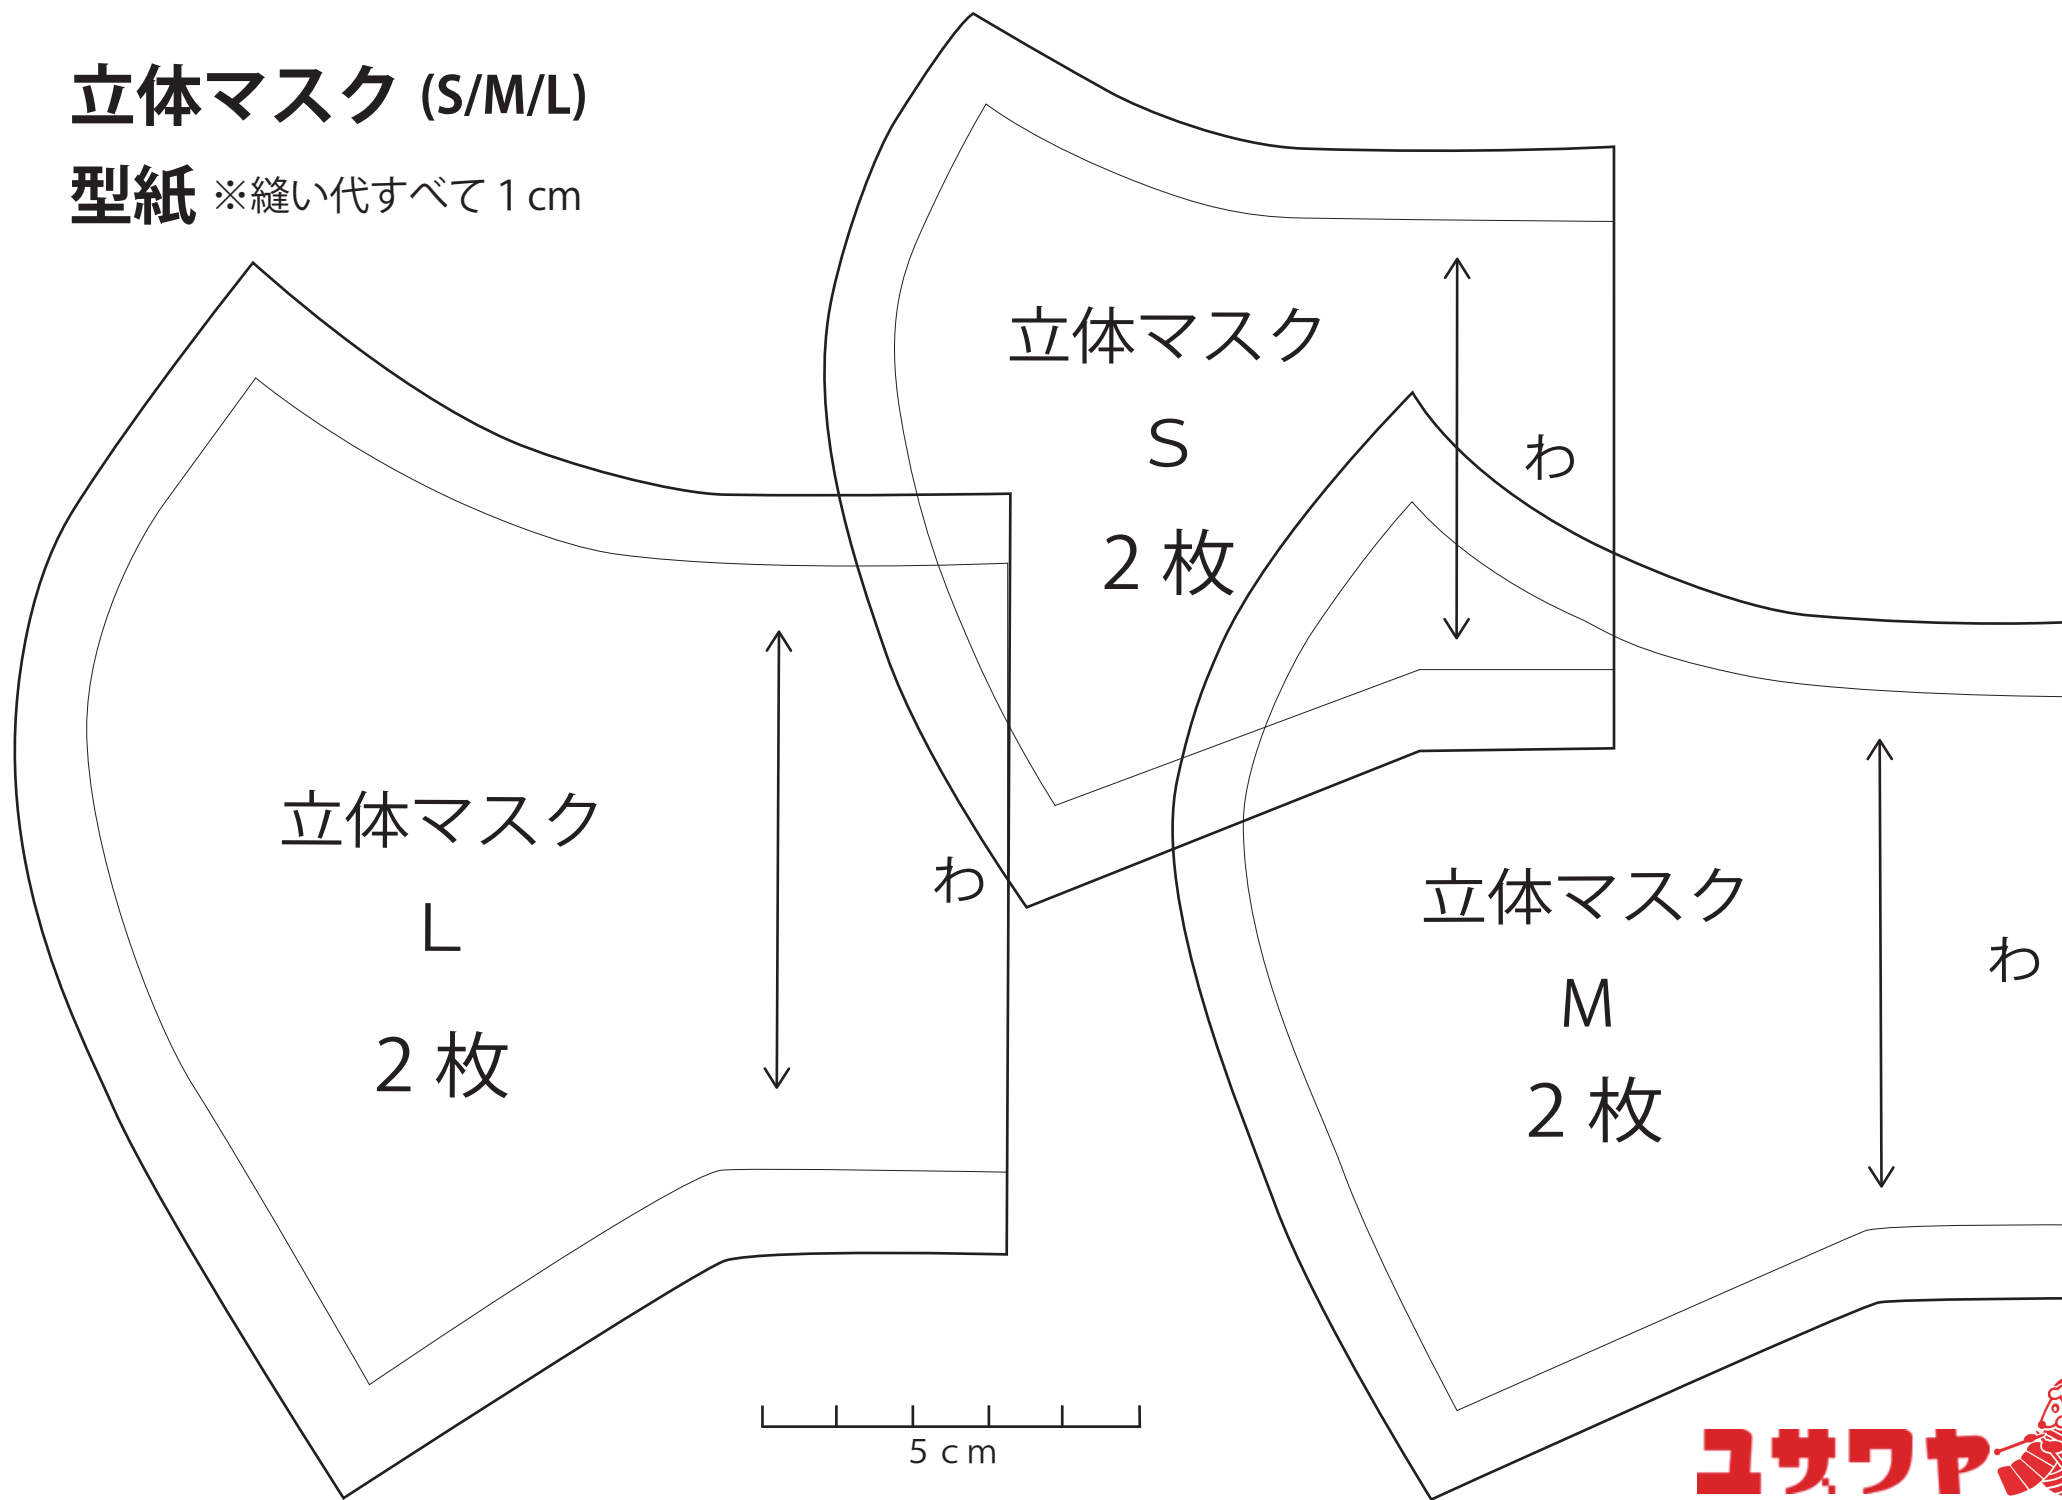 立体マスク (S/M/L)
型紙 ※縫い代すべて 1 cm
立体マスク
S
2 枚
わ
立体マスク
L
2 枚
わ
立体マスク
M
2 枚
わ
5 cm
ユザワヤ